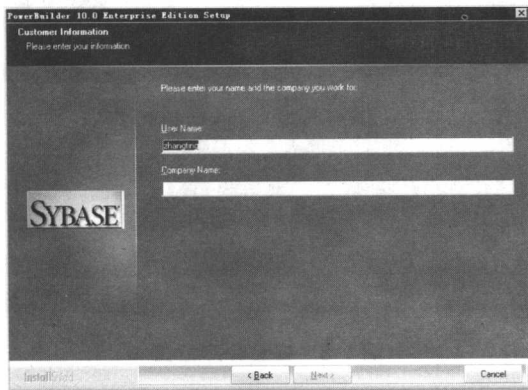 PowerBuilder 10.0 Enterprise Edition Setup
Customer Information
Please enter your information.
Please enter your name and the company you work for.
User Name:
zhangting
Company Name:
SYBASE
InstallShield
< Back
Next >
Cancel